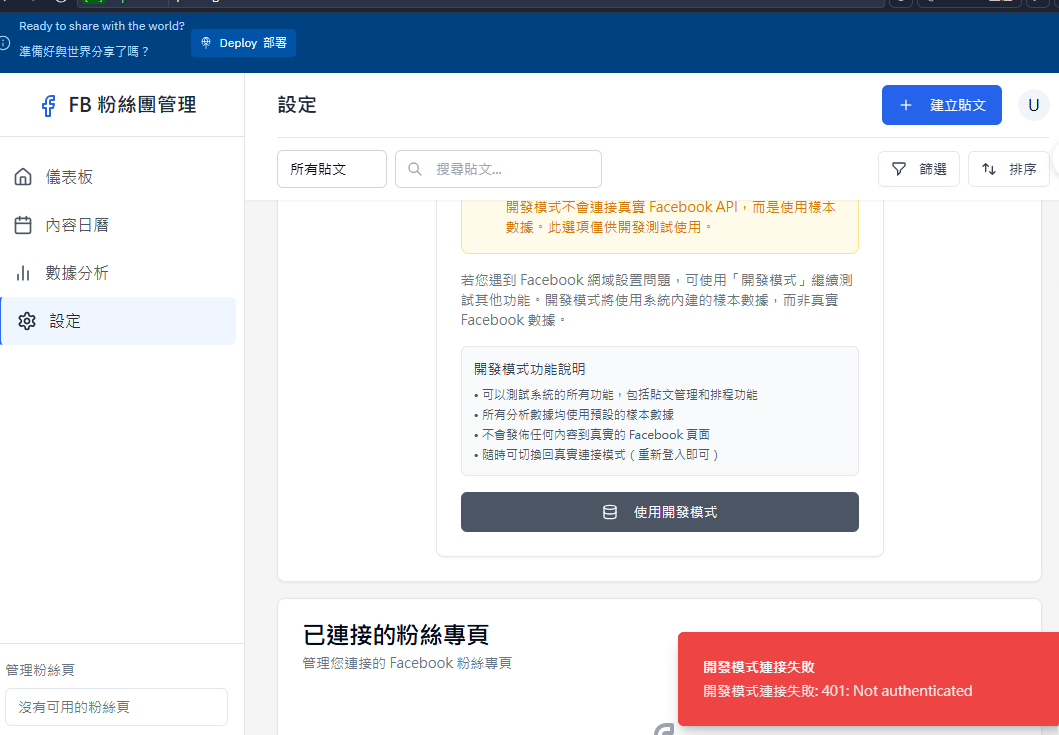 Ready to share with the world?
準備好與世界分享了嗎？
Deploy 部署
FB 粉絲團管理
設定
建立貼文
U
儀表板
內容日曆
數據分析
設定
所有貼文
搜尋貼文...
篩選
排序
開發模式不會連接真實 Facebook API，而是使用樣本
數據。此選項僅供開發測試使用。
若您遇到 Facebook 網域設置問題，可使用「開發模式」繼續測
試其他功能。開發模式將使用系統內建的樣本數據，而非真實
Facebook 數據。
開發模式功能說明
• 可以測試系統的所有功能，包括貼文管理和排程功能
• 所有分析數據均使用預設的樣本數據
• 不會發佈任何內容到真實的 Facebook 頁面
• 隨時可切換回真實連接模式（重新登入即可）
使用開發模式
已連接的粉絲專頁
管理您連接的 Facebook 粉絲專頁
管理粉絲頁
沒有可用的粉絲頁
開發模式連接失敗
開發模式連接失敗: 401: Not authenticated